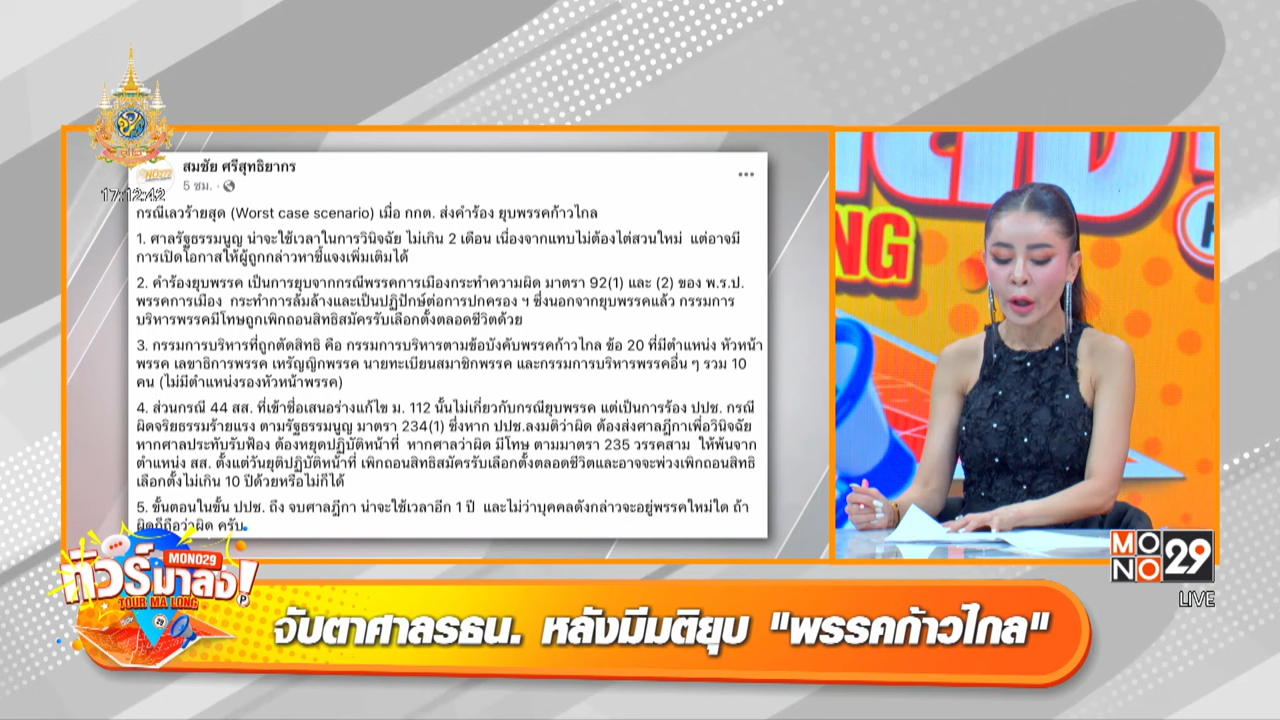 สมชัย ศรีสุทธิยากร
5 ชม.
17:12:42
กรณีเลวร้ายสุด (Worst case scenario) เมื่อ กกต. ส่งคำร้อง ยุบพรรคก้าวไกล
1. ศาลรัฐธรรมนูญ น่าจะใช้เวลาในการวินิจฉัย ไม่เกิน 2 เดือน เนื่องจากแทบไม่ต้องไต่สวนใหม่ แต่อาจมี
การเปิดโอกาสให้ผู้ถูกกล่าวหาชี้แจงเพิ่มเติมได้
2. คำร้องยุบพรรค เป็นการยุบจากกรณีพรรคการเมืองกระทำความผิด มาตรา 92(1) และ (2) ของ พ.ร.ป.
พรรคการเมือง กระทำการล้มล้างและเป็นปฏิปักษ์ต่อการปกครอง ฯ ซึ่งนอกจากยุบพรรคแล้ว กรรมการ
บริหารพรรคมีโทษถูกเพิกถอนสิทธิสมัครรับเลือกตั้งตลอดชีวิตด้วย
3. กรรมการบริหารที่ถูกตัดสิทธิ คือ กรรมการบริหารตามข้อบังคับพรรคก้าวไกล ข้อ 20 ที่มีตำแหน่ง หัวหน้า
พรรค เลขาธิการพรรค เหรัญญิกพรรค นายทะเบียนสมาชิกพรรค และกรรมการบริหารพรรคอื่น ๆ รวม 10
คน (ไม่มีตำแหน่งรองหัวหน้าพรรค)
4. ส่วนกรณี 44 สส. ที่เข้าชื่อเสนอร่างแก้ไข ม. 112 นั้นไม่เกี่ยวกับกรณียุบพรรค แต่เป็นการร้อง ปปช. กรณี
ผิดจริยธรรมร้ายแรง ตามรัฐธรรมนูญ มาตรา 234(1) ซึ่งหาก ปปช.ลงมติว่าผิด ต้องส่งศาลฎีกาเพื่อวินิจฉัย
หากศาลประทับรับฟ้อง ต้องหยุดปฏิบัติหน้าที่ หากศาลว่าผิด มีโทษ ตามมาตรา 235 วรรคสาม ให้พ้นจาก
ตำแหน่ง สส. ตั้งแต่วันยุติปฏิบัติหน้าที่ เพิกถอนสิทธิสมัครรับเลือกตั้งตลอดชีวิตและอาจจะพ่วงเพิกถอนสิทธิ
เลือกตั้งไม่เกิน 10 ปีด้วยหรือไม่ก็ได้
5. ขั้นตอนในชั้น ปปช. ถึง จบศาลฎีกา น่าจะใช้เวลาอีก 1 ปี และไม่ว่าบุคคลดังกล่าวจะอยู่พรรคใหม่ใด ถ้า
ผิดก็ถือว่าผิด ครับ
MONO29
ทัวร์มาลง!
TOUR MA LONG
MONO 29
LIVE
จับตาศาลรธน. หลังมีมติยุบ "พรรคก้าวไกล"